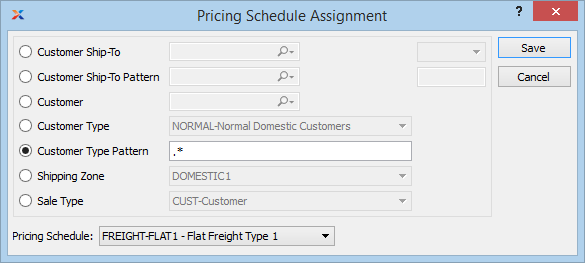 Pricing Schedule Assignment
?
Customer Ship-To
Save
Customer Ship-To Pattern
Cancel
Customer
Customer Type NORMAL-Normal Domestic Customers
Customer Type Pattern .*
Shipping Zone DOMESTIC1
Sale Type CUST-Customer
Pricing Schedule: FREIGHT-FLAT1 - Flat Freight Type 1